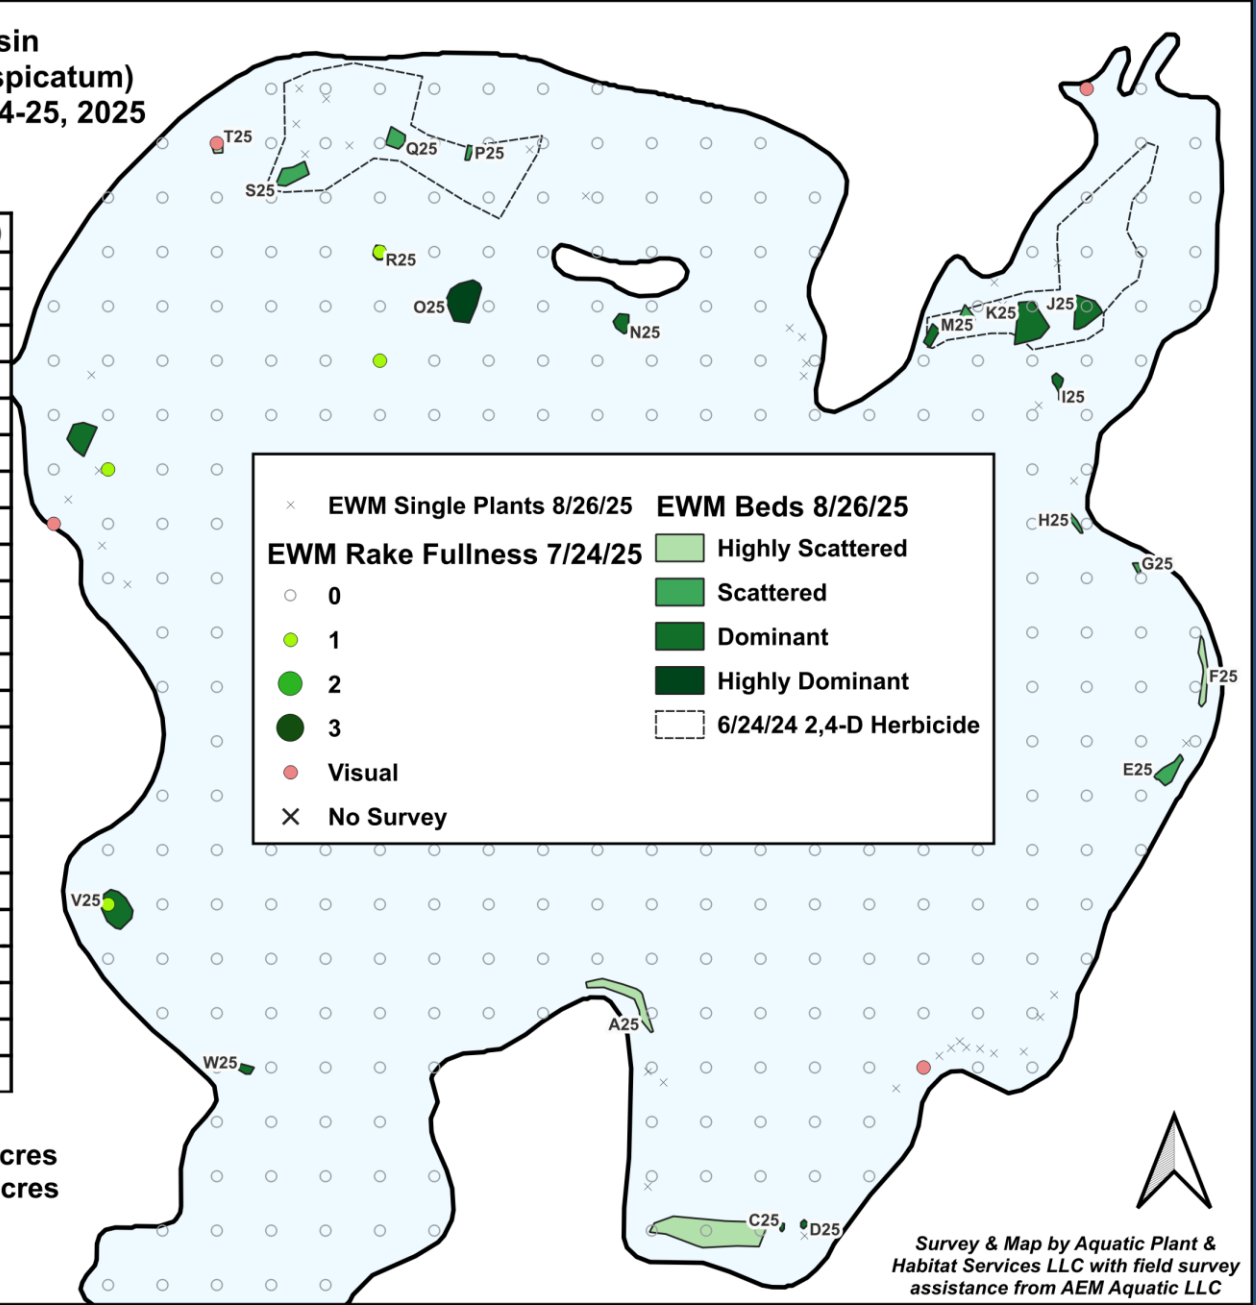 sin
spicatum)
4-25, 2025
T25
Q25
P25
S25
R25
O25
N25
M25
K25
J25
I25
H25
G25
F25
E25
EWM Single Plants 8/26/25
EWM Rake Fullness 7/24/25
0
1
2
3
Visual
No Survey
EWM Beds 8/26/25
Highly Scattered
Scattered
Dominant
Highly Dominant
6/24/24 2,4-D Herbicide
V25
A25
W25
C25
D25
cres
cres
Survey & Map by Aquatic Plant &
Habitat Services LLC with field survey
assistance from AEM Aquatic LLC